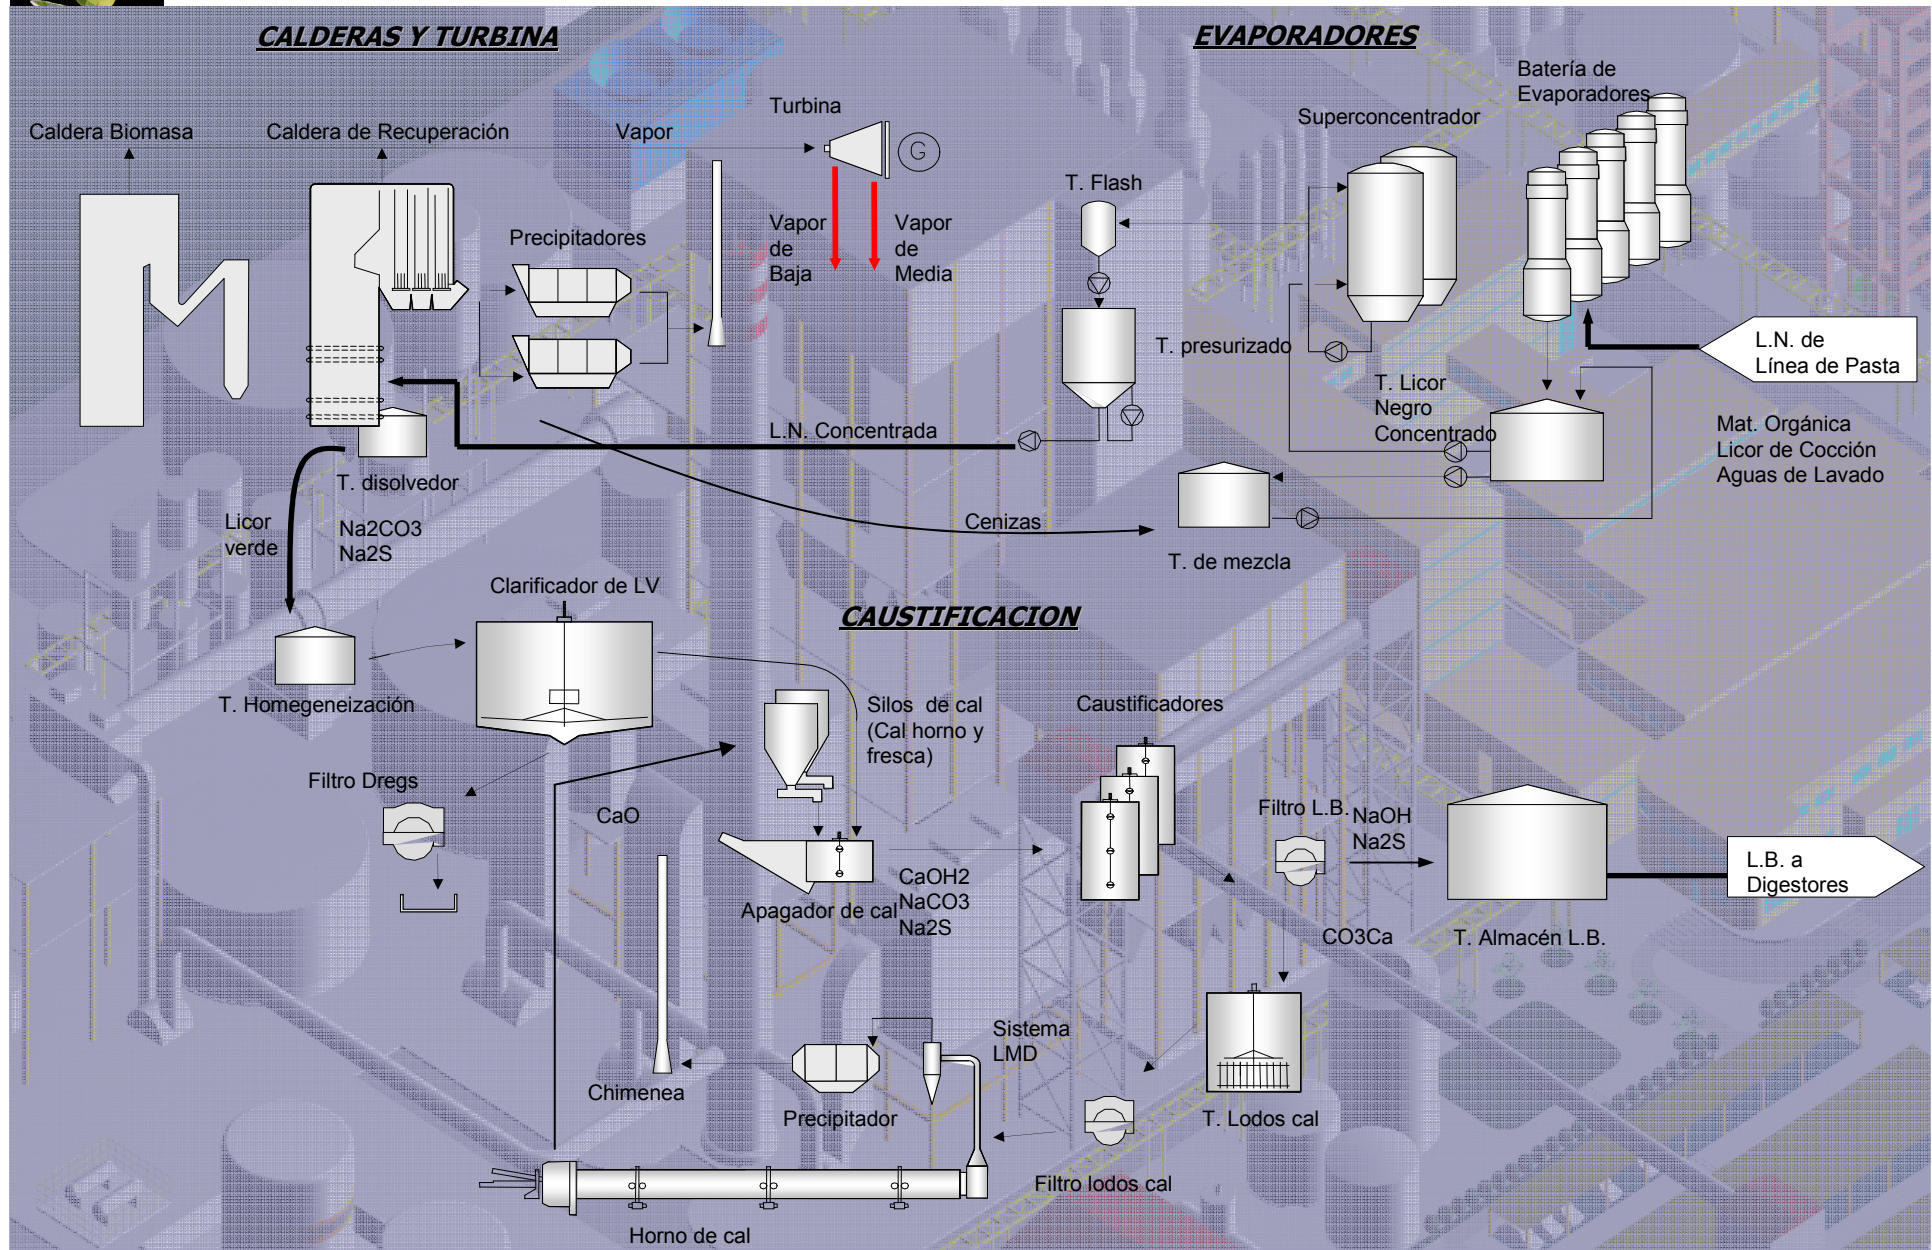 CALDERAS Y TURBINA
EVAPORADORES
Batería de
Evaporadores
Superconcentrador
Turbina
Caldera Biomasa
Caldera de Recuperación
Vapor
G
T. Flash
Vapor
de
Baja
Vapor
de
Media
Precipitadores
T. presurizado
L.N. de
Línea de Pasta
T. Licor
Negro
Concentrado
L.N. Concentrada
Mat. Orgánica
Licor de Cocción
Aguas de Lavado
T. disolvedor
Licor
verde
Na2CO3
Na2S
Cenizas
T. de mezcla
Clarificador de LV
CAUSTIFICACION
T. Homegeneización
Silos de cal
(Cal horno y
fresca)
Caustificadores
Filtro Dregs
CaO
Filtro L.B.
NaOH
Na2S
L.B. a
Digestores
CaOH2
NaCO3
Na2S
Apagador de cal
CO3Ca
T. Almacén L.B.
Sistema
LMD
Chimenea
Precipitador
T. Lodos cal
Filtro lodos cal
Horno de cal